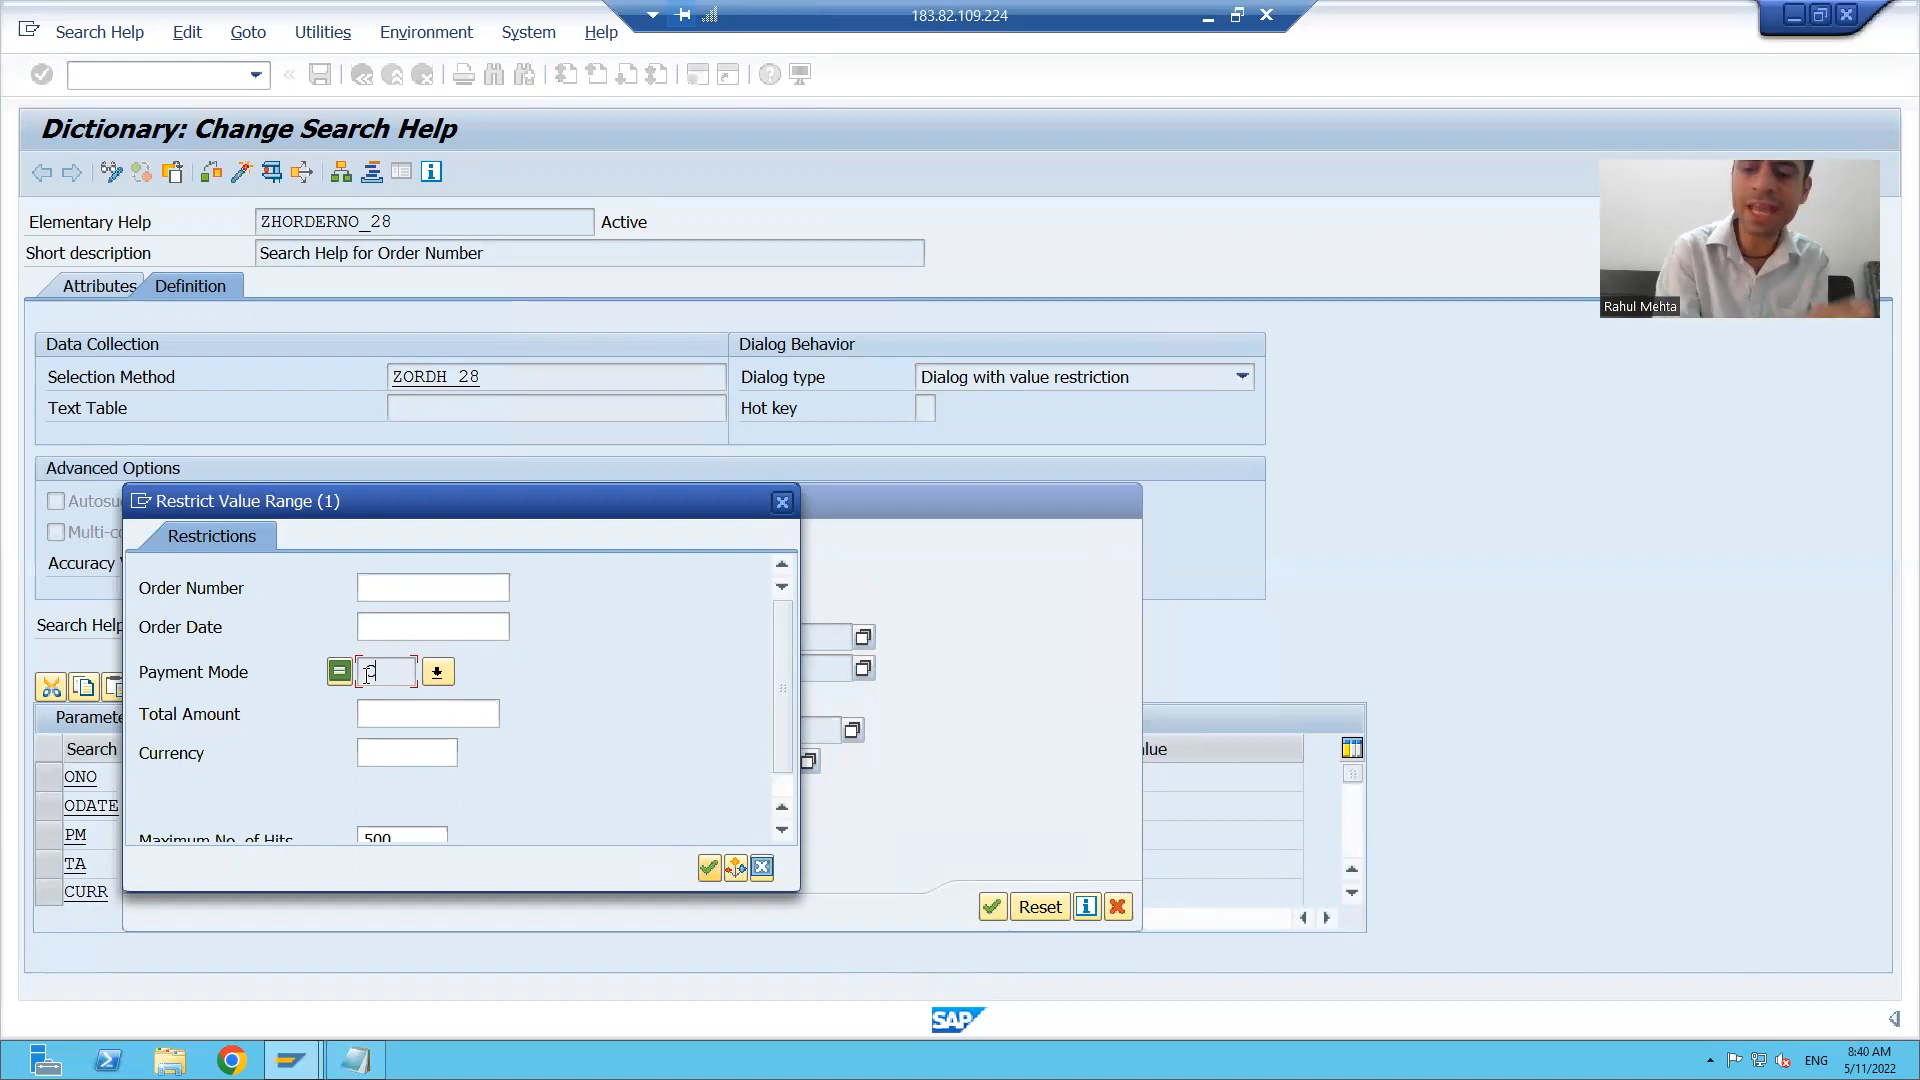 183.82.109.224
Search Help Edit Goto Utilities Environment System Help
Dictionary: Change Search Help
Elementary Help ZHORDERNO_28 Active
Short description Search Help for Order Number
Rahul Mehta
Attributes Definition
Data Collection Dialog Behavior
Selection Method ZORDH_28 Dialog type Dialog with value restriction
Text Table Hot key
Advanced Options
Restrict Value Range (1)
Restrictions
Accuracy
Order Number
Search Help
Order Date
Payment Mode
Total Amount
Currency
Search
ONO
ODATE
PM
TA
CURR
Maximum No. of Hits 500
Reset
SAP
ENG
8:40 AM
5/11/2022